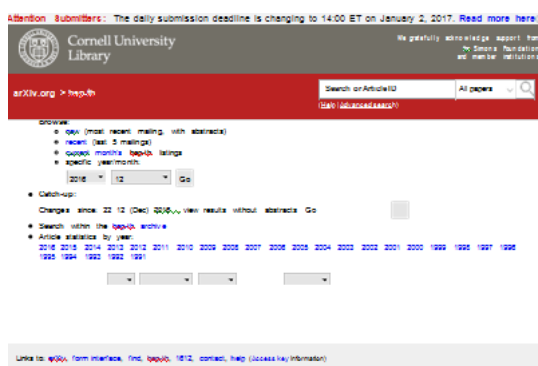 Attention Submitters: The daily submission deadline is changing to 14:00 ET on January 2, 2017. Read more here
Cornell University
Library
We gratefully acknowledge support from
the Simons Foundation
and member institutions
arXiv.org > hep-th
Search or Article ID
All papers
(Help | Advanced search)
Browse:
new (most recent mailing, with abstracts)
recent (last 5 mailings)
current month's hep-th listings
specific year/month:
2016 12 Go
Catch-up:
Changes since: 22 12 (Dec) 2016, view results without abstracts Go
Search within the hep-th archive
Article statistics by year:
2016 2015 2014 2013 2012 2011 2010 2009 2008 2007 2006 2005 2004 2003 2002 2001 2000 1999 1998 1997 1996
1995 1994 1993 1992 1991
Links to: arXiv, form interface, find, hep-th, 1612, contact, help (Access key information)